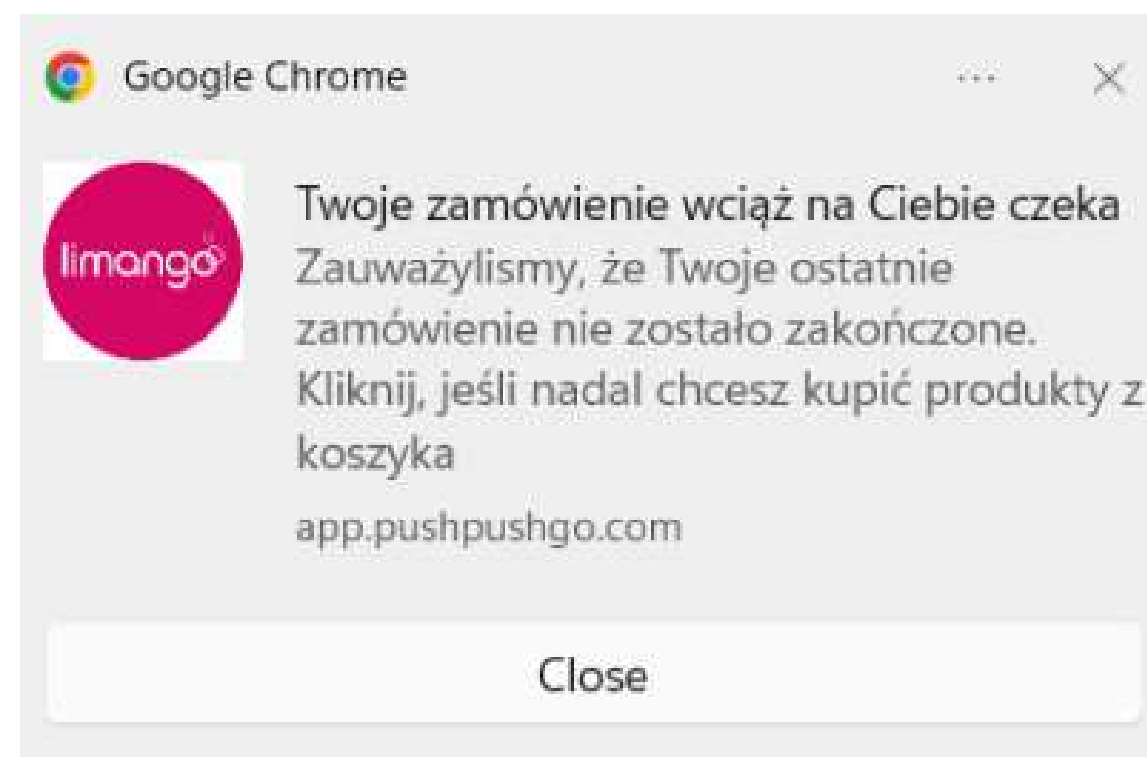 Google Chrome
limango
Twoje zamówienie wciąż na Ciebie czeka
Zauważylismy, że Twoje ostatnie
zamówienie nie zostało zakończone.
Kliknij, jeśli nadal chcesz kupić produkty z
koszyka
app.pushpushgo.com
Close